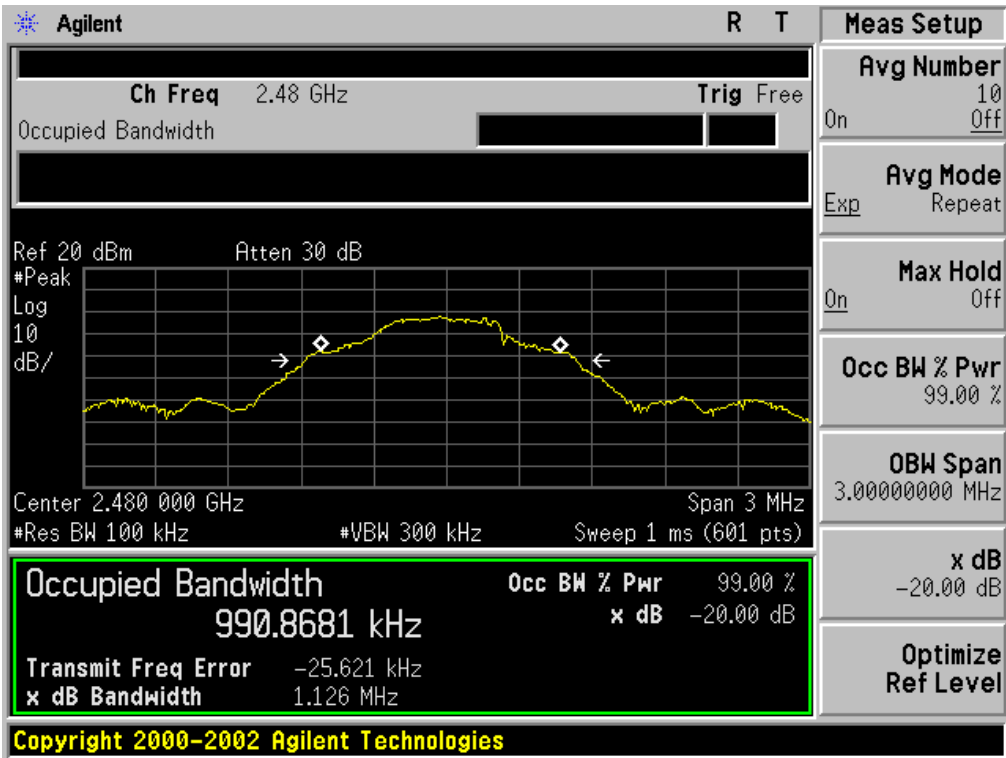 Agilent R T
Ch Freq 2.48 GHz Trig Free
Occupied Bandwidth
Ref 20 dBm Atten 30 dB
#Peak
Log
10
dB/
Center 2.480 000 GHz Span 3 MHz
#Res BW 100 kHz #VBW 300 kHz Sweep 1 ms (601 pts)
Occupied Bandwidth Occ BW % Pwr 99.00 %
990.8681 kHz x dB -20.00 dB
Transmit Freq Error -25.621 kHz
x dB Bandwidth 1.126 MHz
Copyright 2000-2002 Agilent Technologies
Meas Setup
Avg Number
10
On Off
Avg Mode
Exp Repeat
Max Hold
On Off
Occ BW % Pwr
99.00 %
OBW Span
3.00000000 MHz
x dB
-20.00 dB
Optimize
Ref Level